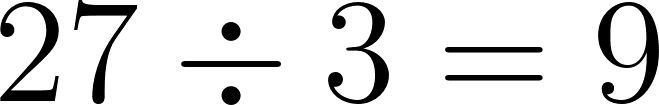 27 ÷ 3 = 9